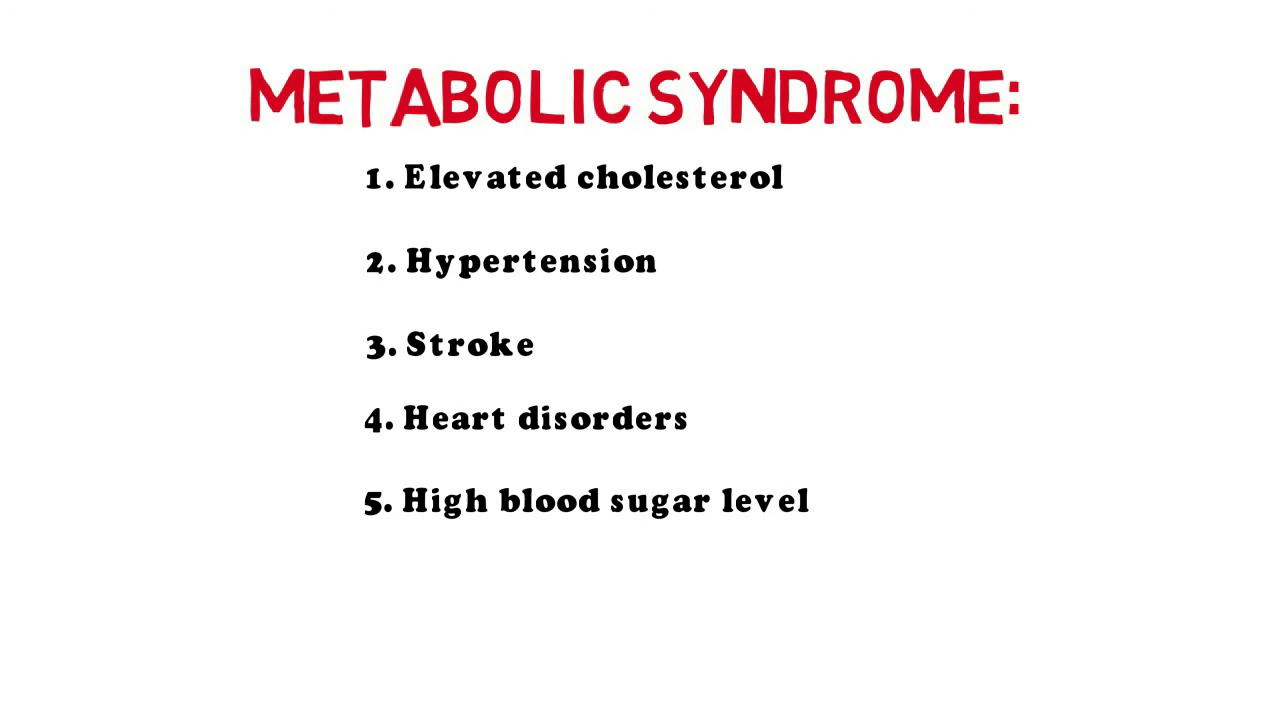 METABOLIC SYNDROME:
1. Elevated cholesterol
2. Hypertension
3. Stroke
4. Heart disorders
5. High blood sugar level